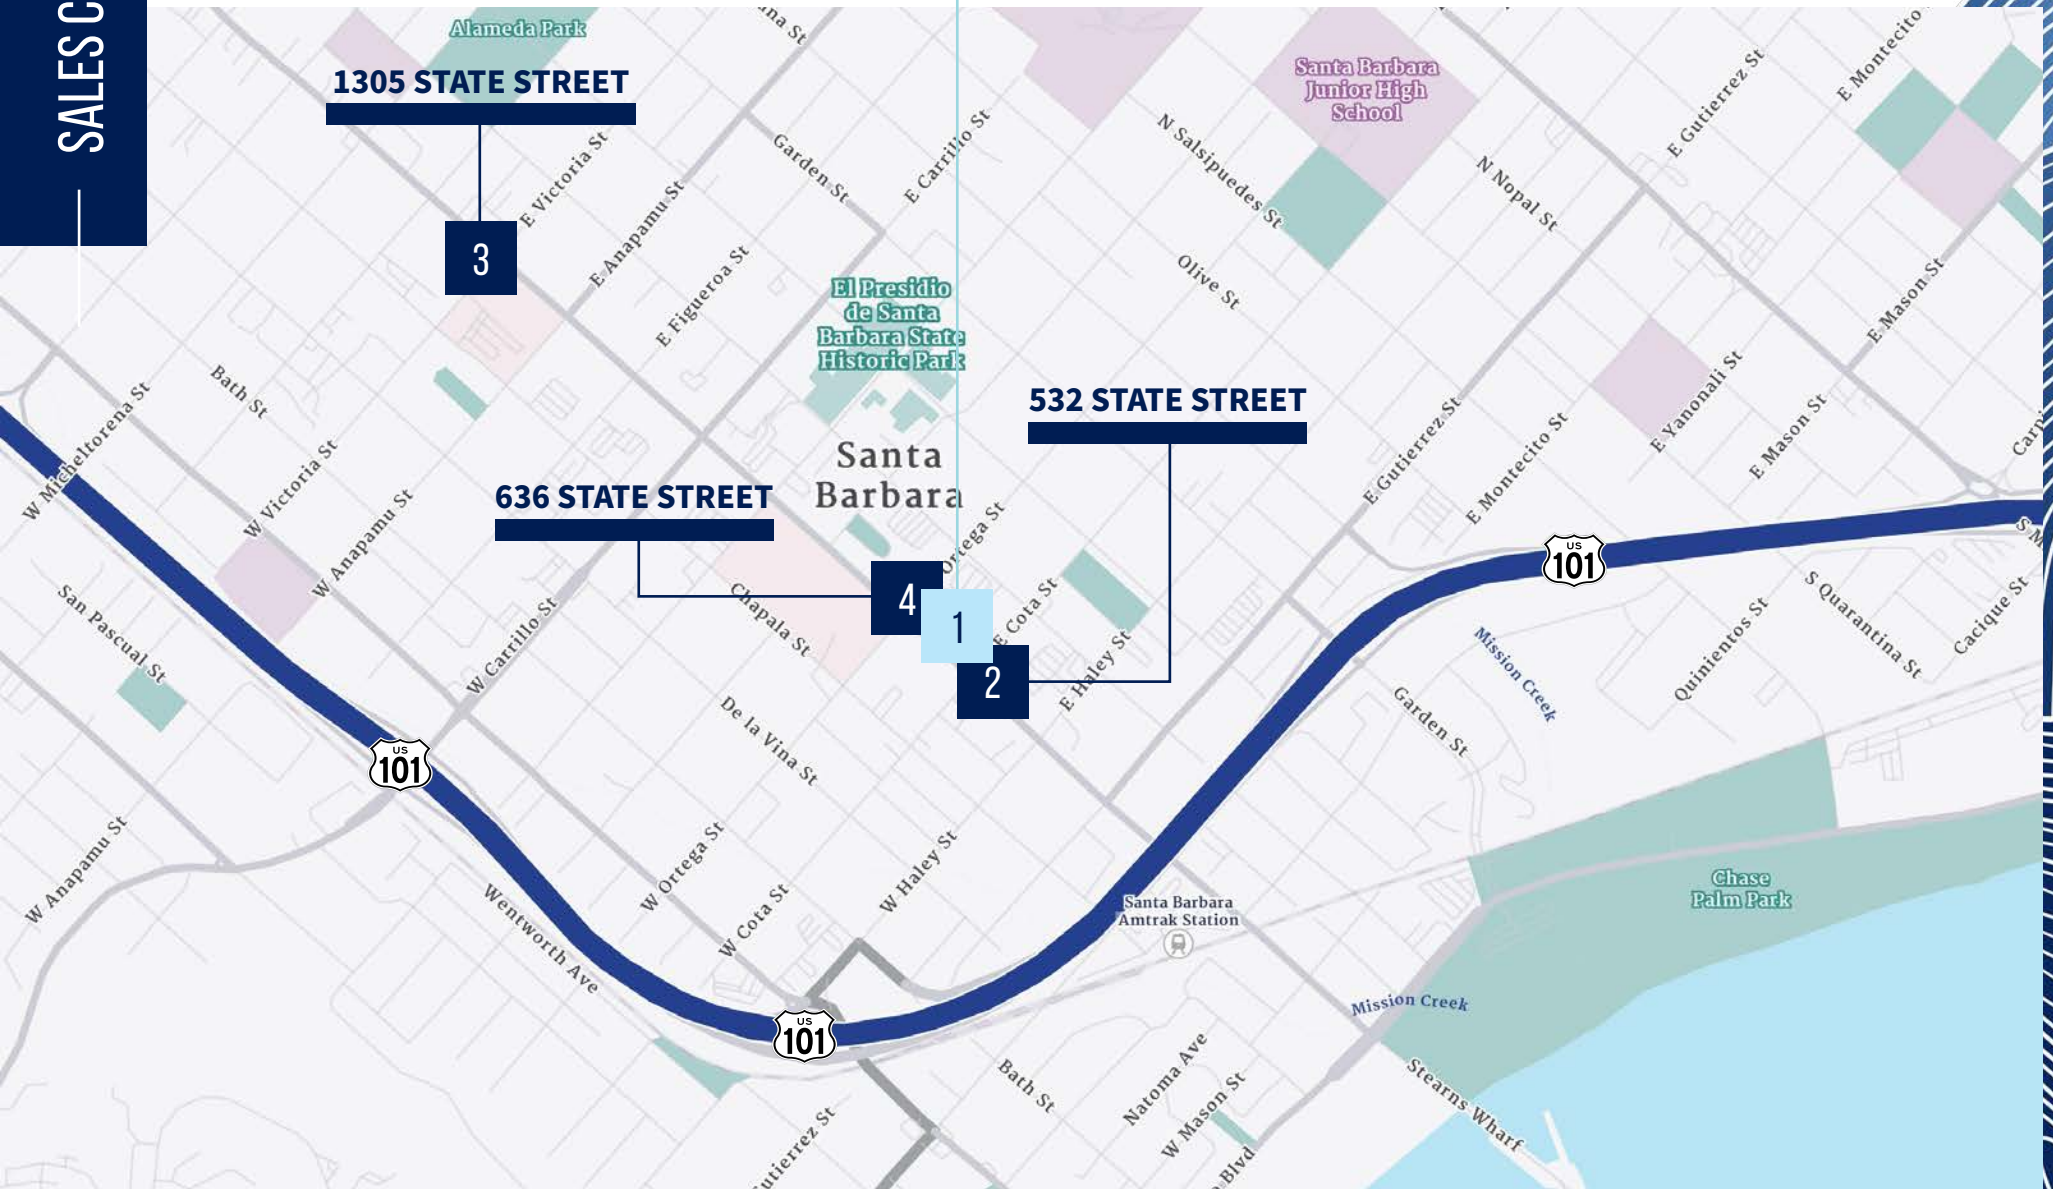 SALES C
Alameda Park
1305 STATE STREET
3
E Victoria St
E Anapamu St
E Figueroa St
Garden St
E Carrillo St
Santa Barbara
Junior High
School
N Salsipuedes St
N Nopal St
Olive St
E Gutierrez St
E Montecito
E Mason St
El Presidio
de Santa
Barbara State
Historic Park
Santa
Barbara
532 STATE STREET
636 STATE STREET
4
1
2
Ortega St
E Cota St
E Haley St
E Gutierrez St
E Montecito St
E Yanonali St
E Mason St
Carpi
US
101
S M
W Micheltorena St
Bath St
W Victoria St
W Anapamu St
San Pascual St
W Carrillo St
Chapala St
De la Vina St
US
101
Mission Creek
Garden St
Quinientos St
S Quarantina St
Cacique St
W Anapamu St
Wentworth Ave
W Ortega St
W Cota St
W Haley St
US
101
Santa Barbara
Amtrak Station
Chase
Palm Park
Mission Creek
Stearns Wharf
Bath St
Natoma Ave
W Mason St
utierrez St
Blvd